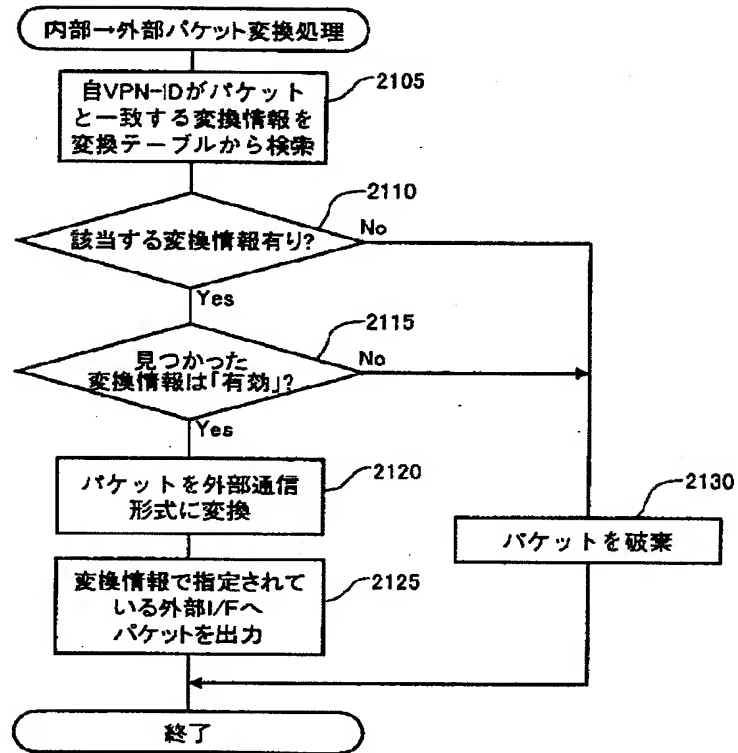 内部→外部パケット変換処理
2105
自VPN-IDがパケット
と一致する変換情報を
変換テーブルから検索
2110
該当する変換情報有り?
No
Yes
2115
見つかった
変換情報は「有効」?
No
Yes
2120
パケットを外部通信
形式に変換
2130
パケットを破棄
2125
変換情報で指定されて
いる外部I/Fへ
パケットを出力
終了